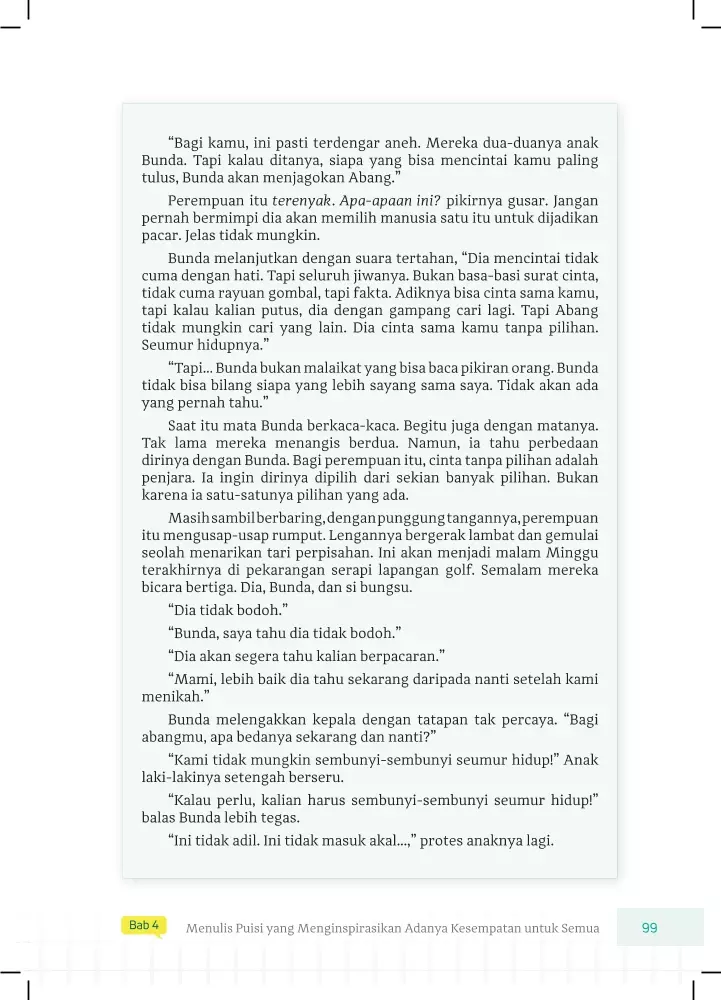 “Bagi kamu, ini pasti terdengar aneh. Mereka dua-duanya anak
Bunda. Tapi kalau ditanya, siapa yang bisa mencintai kamu paling
tulus, Bunda akan menjagokan Abang.”
Perempuan itu terenyak. Apa-apaan ini? pikirnya gusar. Jangan
pernah bermimpi dia akan memilih manusia satu itu untuk dijadikan
pacar. Jelas tidak mungkin.
Bunda melanjutkan dengan suara tertahan, “Dia mencintai tidak
cuma dengan hati. Tapi seluruh jiwanya. Bukan basa-basi surat cinta,
tidak cuma rayuan gombal, tapi fakta. Adiknya bisa cinta sama kamu,
tapi kalau kalian putus, dia dengan gampang cari lagi. Tapi Abang
tidak mungkin cari yang lain. Dia cinta sama kamu tanpa pilihan.
Seumur hidupnya.”
“Tapi... Bunda bukan malaikat yang bisa baca pikiran orang. Bunda
tidak bisa bilang siapa yang lebih sayang sama saya. Tidak akan ada
yang pernah tahu.”
Saat itu mata Bunda berkaca-kaca. Begitu juga dengan matanya.
Tak lama mereka menangis berdua. Namun, ia tahu perbedaan
dirinya dengan Bunda. Bagi perempuan itu, cinta tanpa pilihan adalah
penjara. Ia ingin dirinya dipilih dari sekian banyak pilihan. Bukan
karena ia satu-satunya pilihan yang ada.
Masih sambil berbaring, dengan punggung tangannya, perempuan
itu mengusap-usap rumput. Lengannya bergerak lambat dan gemulai
seolah menarikan tari perpisahan. Ini akan menjadi malam Minggu
terakhirnya di pekarangan serapi lapangan golf. Semalam mereka
bicara bertiga. Dia, Bunda, dan si bungsu.
“Dia tidak bodoh.”
“Bunda, saya tahu dia tidak bodoh.”
“Dia akan segera tahu kalian berpacaran.”
“Mami, lebih baik dia tahu sekarang daripada nanti setelah kami
menikah.”
Bunda melengakkan kepala dengan tatapan tak percaya. “Bagi
abangmu, apa bedanya sekarang dan nanti?”
“Kami tidak mungkin sembunyi-sembunyi seumur hidup!” Anak
laki-lakinya setengah berseru.
“Kalau perlu, kalian harus sembunyi-sembunyi seumur hidup!”
balas Bunda lebih tegas.
“Ini tidak adil. Ini tidak masuk akal...,” protes anaknya lagi.
Bab 4 Menulis Puisi yang Menginspirasikan Adanya Kesempatan untuk Semua 99